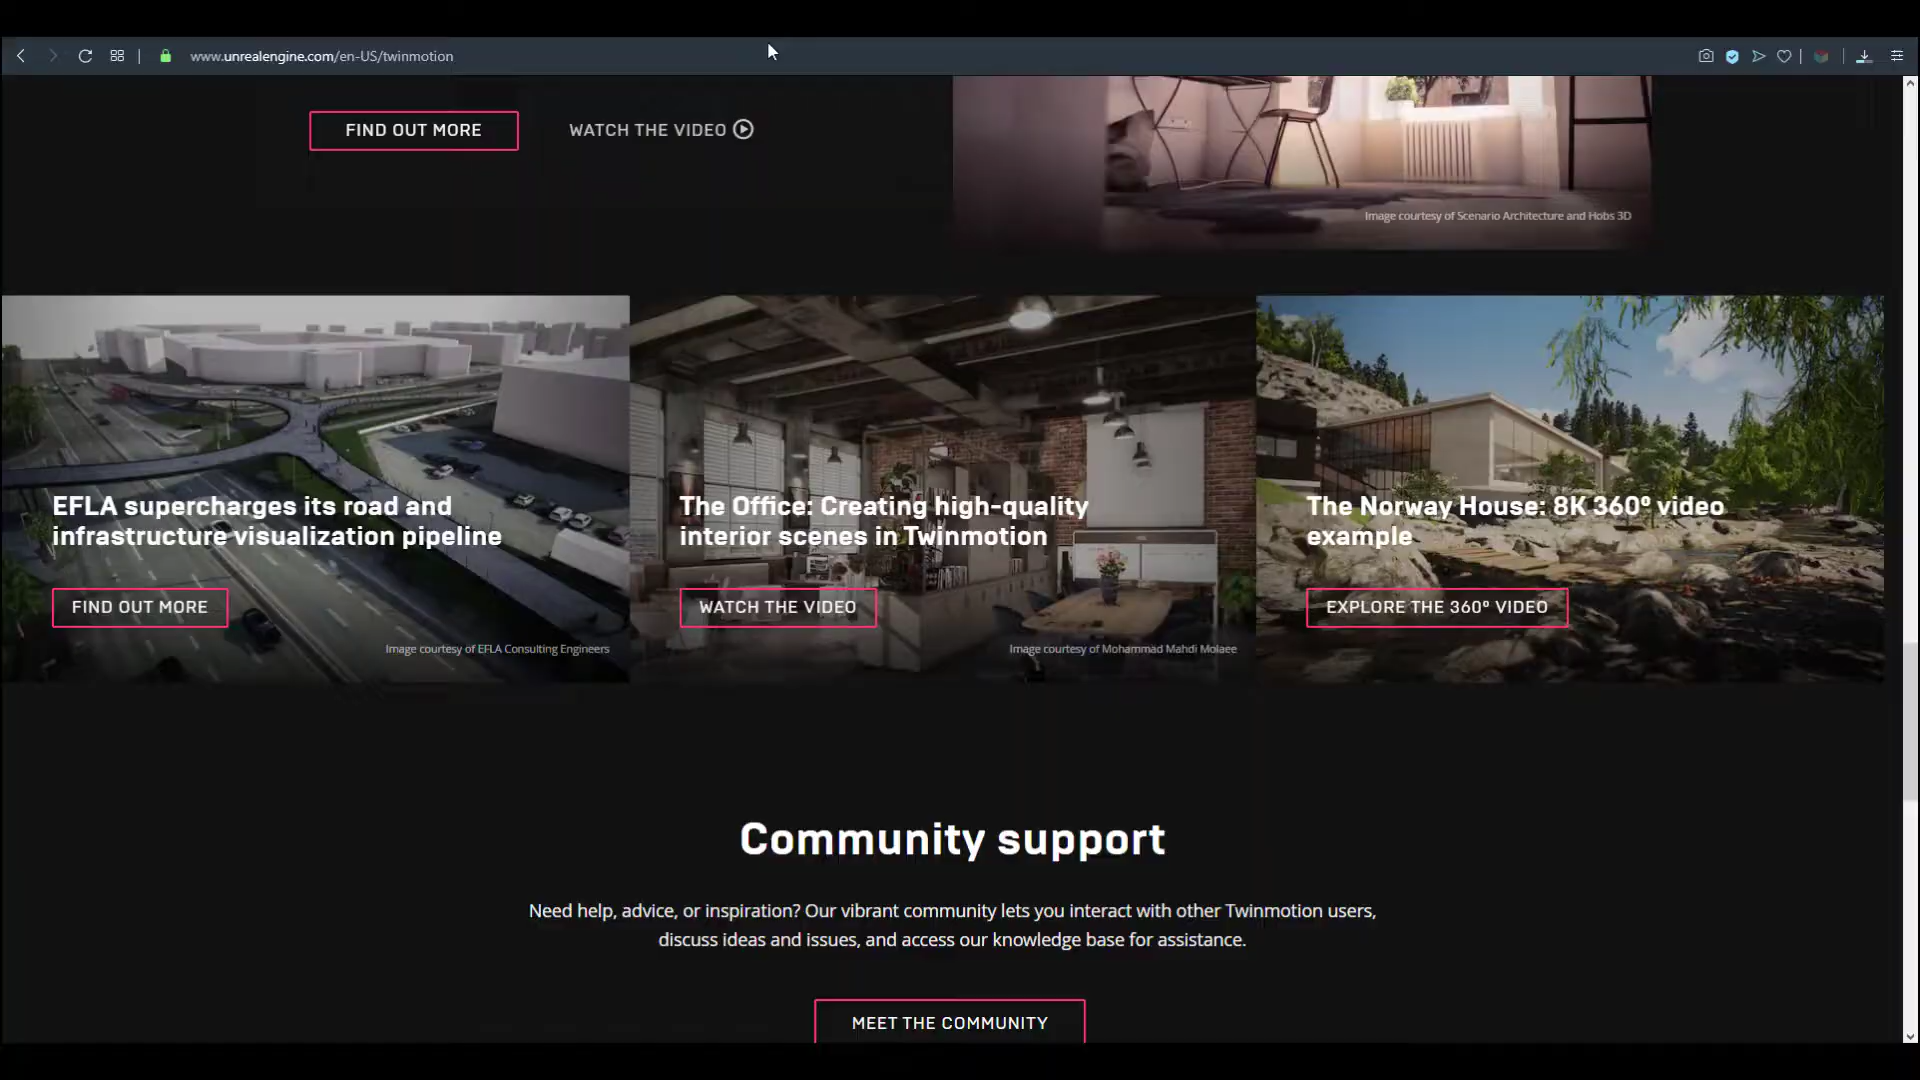 www.unrealengine.com/en-US/twinmotion
FIND OUT MORE
WATCH THE VIDEO
Image courtesy of Scenario Architecture and Hobs 3D
EFLA supercharges its road and
infrastructure visualization pipeline
FIND OUT MORE
Image courtesy of EFLA Consulting Engineers
The Office: Creating high-quality
interior scenes in Twinmotion
WATCH THE VIDEO
Image courtesy of Mohammad Mahdi Molaee
The Norway House: 8K 360º video
example
EXPLORE THE 360º VIDEO
Community support
Need help, advice, or inspiration? Our vibrant community lets you interact with other Twinmotion users,
discuss ideas and issues, and access our knowledge base for assistance.
MEET THE COMMUNITY